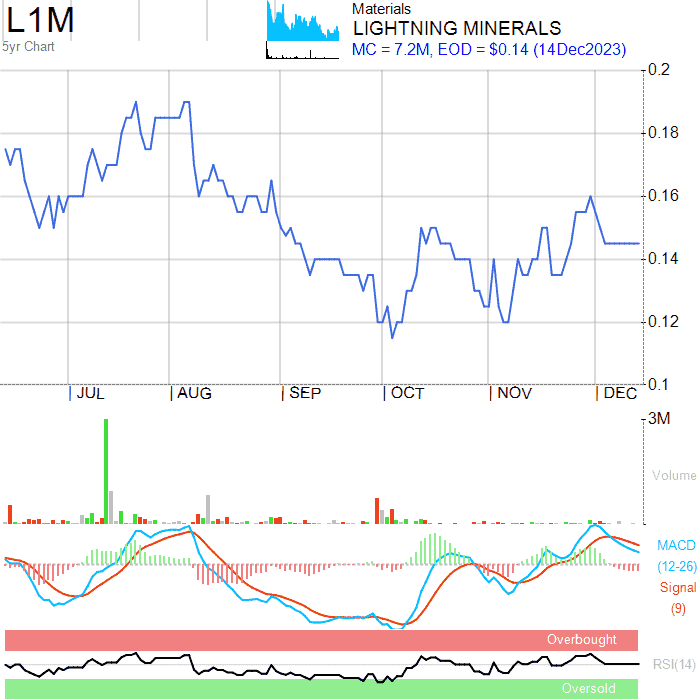 L1M
5yr Chart
Materials
LIGHTNING MINERALS
MC = 7.2M, EOD = $0.14 (14Dec2023)
0.2
0.18
0.16
0.14
0.12
0.1
JUL AUG SEP OCT NOV DEC
3M
Volume
MACD
(12-26)
Signal
(9)
Overbought
RSI(14)
Oversold